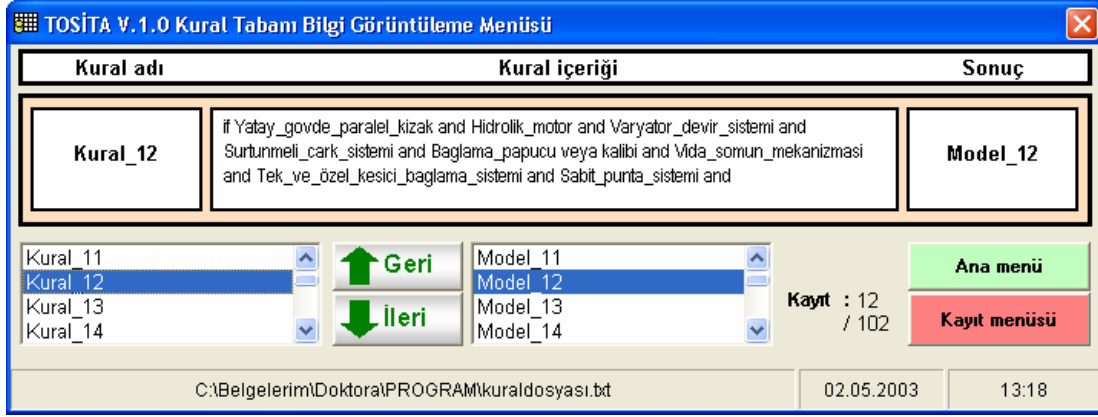 TOSİTA V.1.0 Kural Tabanı Bilgi Görüntüleme Menüsü
Kural adı Kural içeriği Sonuç
Kural_12
if Yatay_govde_paralel_kizak and Hidrolik_motor and Varyator_devir_sistemi and
Surtunmeli_cark_sistemi and Baglama_papucu veya kalibi and Vida_somun_mekanizmasi
and Tek_ve_özel_kesici_baglama_sistemi and Sabit_punta_sistemi and
Model_12
Kural_11
Kural_12
Kural_13
Kural_14
Geri
İleri
Model_11
Model_12
Model_13
Model_14
Kayıt : 12
/ 102
Ana menü
Kayıt menüsü
C:\Belgelerim\Doktora\PROGRAM\kuraldosyası.txt 02.05.2003 13:18